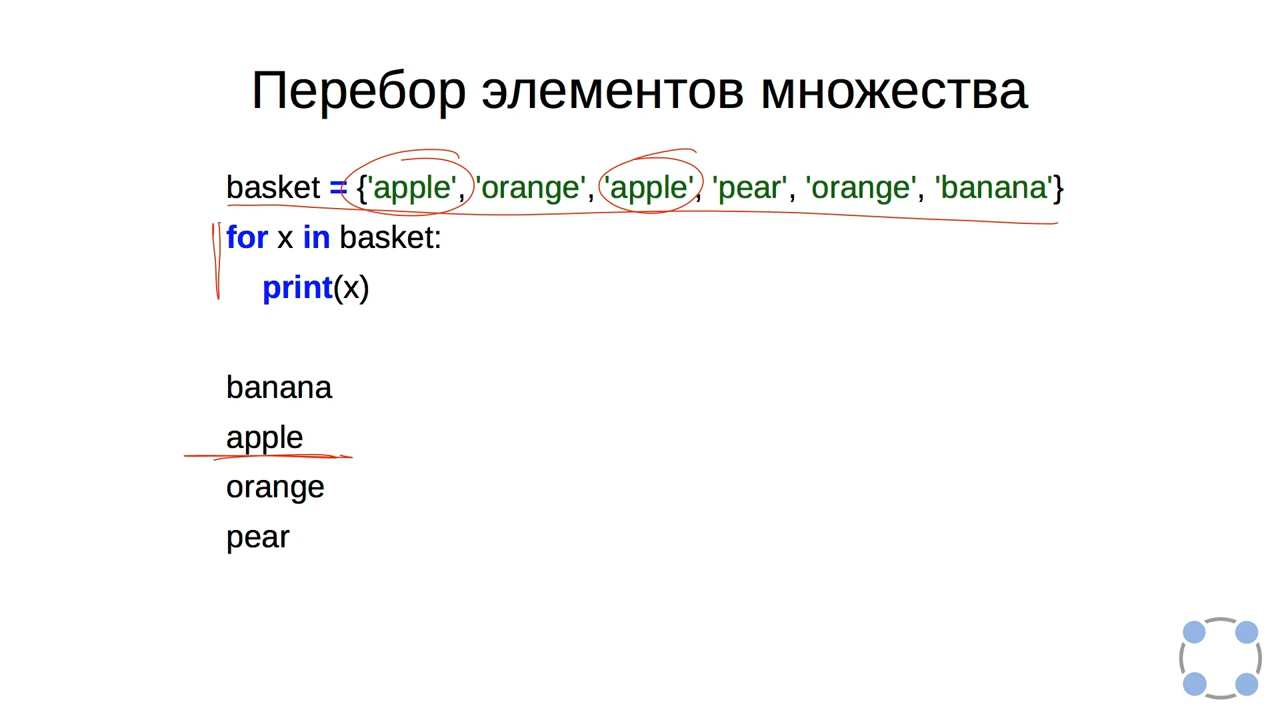 Перебор элементов множества
basket = {'apple', 'orange', 'apple', 'pear', 'orange', 'banana'}
for x in basket:
print(x)
banana
apple
orange
pear